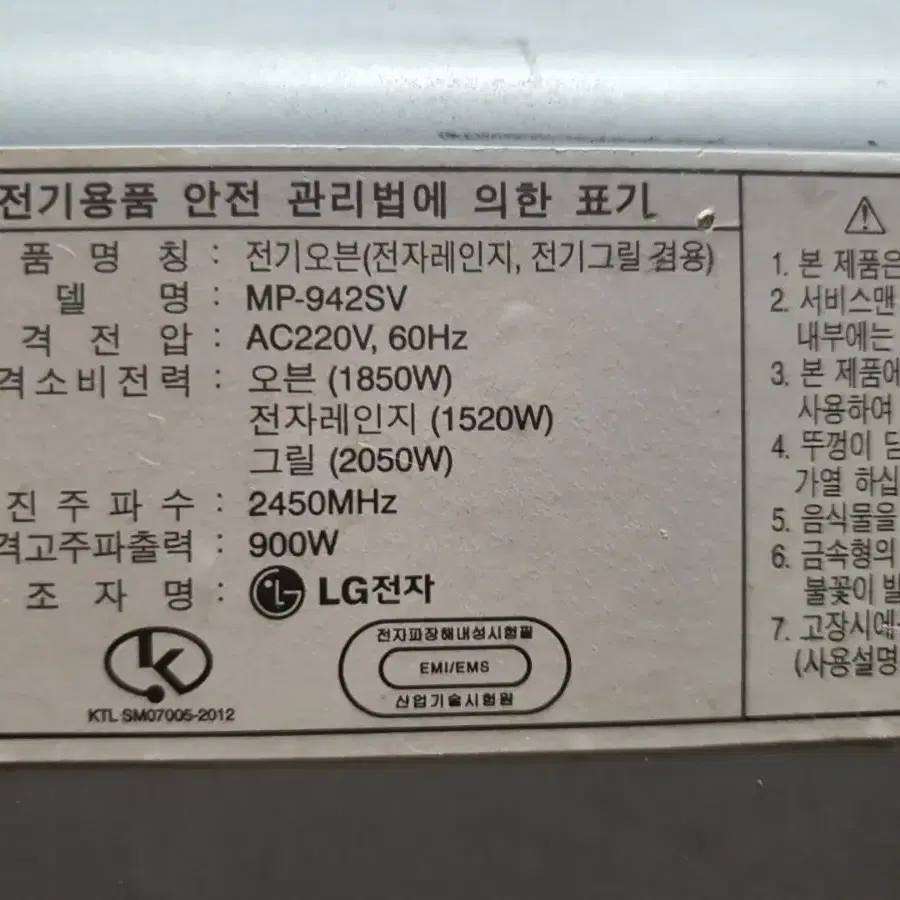 전기용품 안전 관리법에 의한 표기
품 명 칭 : 전기오븐(전자레인지, 전기그릴 겸용)
델 명 : MP-942SV
격 전 압 : AC220V, 60Hz
격소비전력 : 오븐 (1850W)
전자레인지 (1520W)
그릴 (2050W)
진 주 파 수 : 2450MHz
격고주파출력 : 900W
조 자 명 : LG전자
KTL SM07005-2012
전자파장해내성시험필
EMI/EMS
산업기술시험원
1. 본 제품은
2. 서비스맨
내부에는
3. 본 제품에
사용하여
4. 뚜껑이
가열 하십
5. 음식물을
6. 금속형의
불꽃이
7. 고장시에
(사용설명